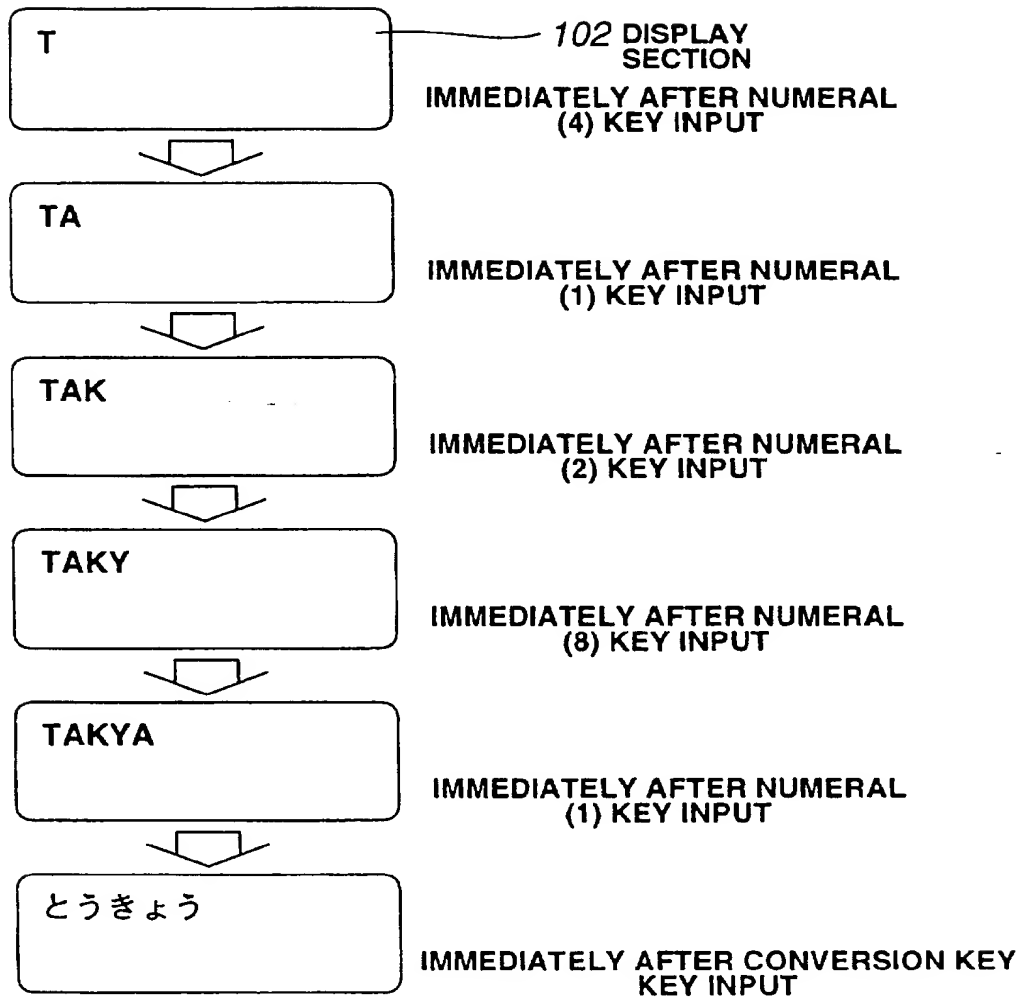 T
102 DISPLAY
SECTION
IMMEDIATELY AFTER NUMERAL
(4) KEY INPUT
TA
IMMEDIATELY AFTER NUMERAL
(1) KEY INPUT
TAK
IMMEDIATELY AFTER NUMERAL
(2) KEY INPUT
TAKY
IMMEDIATELY AFTER NUMERAL
(8) KEY INPUT
TAKYA
IMMEDIATELY AFTER NUMERAL
(1) KEY INPUT
とうきょう
IMMEDIATELY AFTER CONVERSION KEY
KEY INPUT